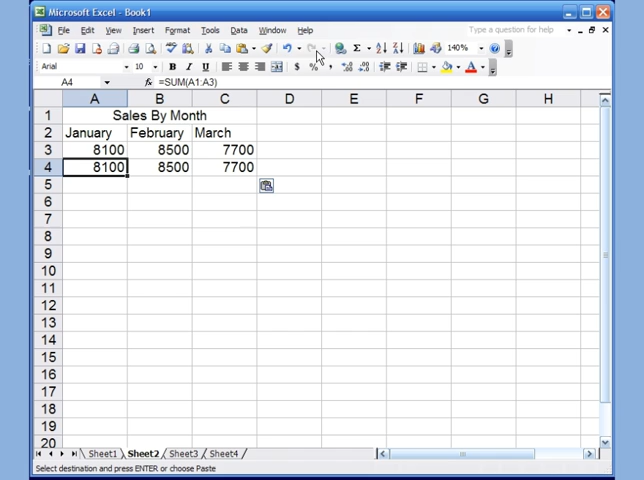 Microsoft Excel - Book1
File Edit View Insert Format Tools Data Window Help Type a question for help
140%
Arial 10 B I U $ % ,
A4 fx =SUM(A1:A3)
A B C D E F G H
1 Sales By Month
2 January February March
3 8100 8500 7700
4 8100 8500 7700
5
6
7
8
9
10
11
12
13
14
15
16
17
18
19
20
Sheet1 Sheet2 Sheet3 Sheet4
Select destination and press ENTER or choose Paste